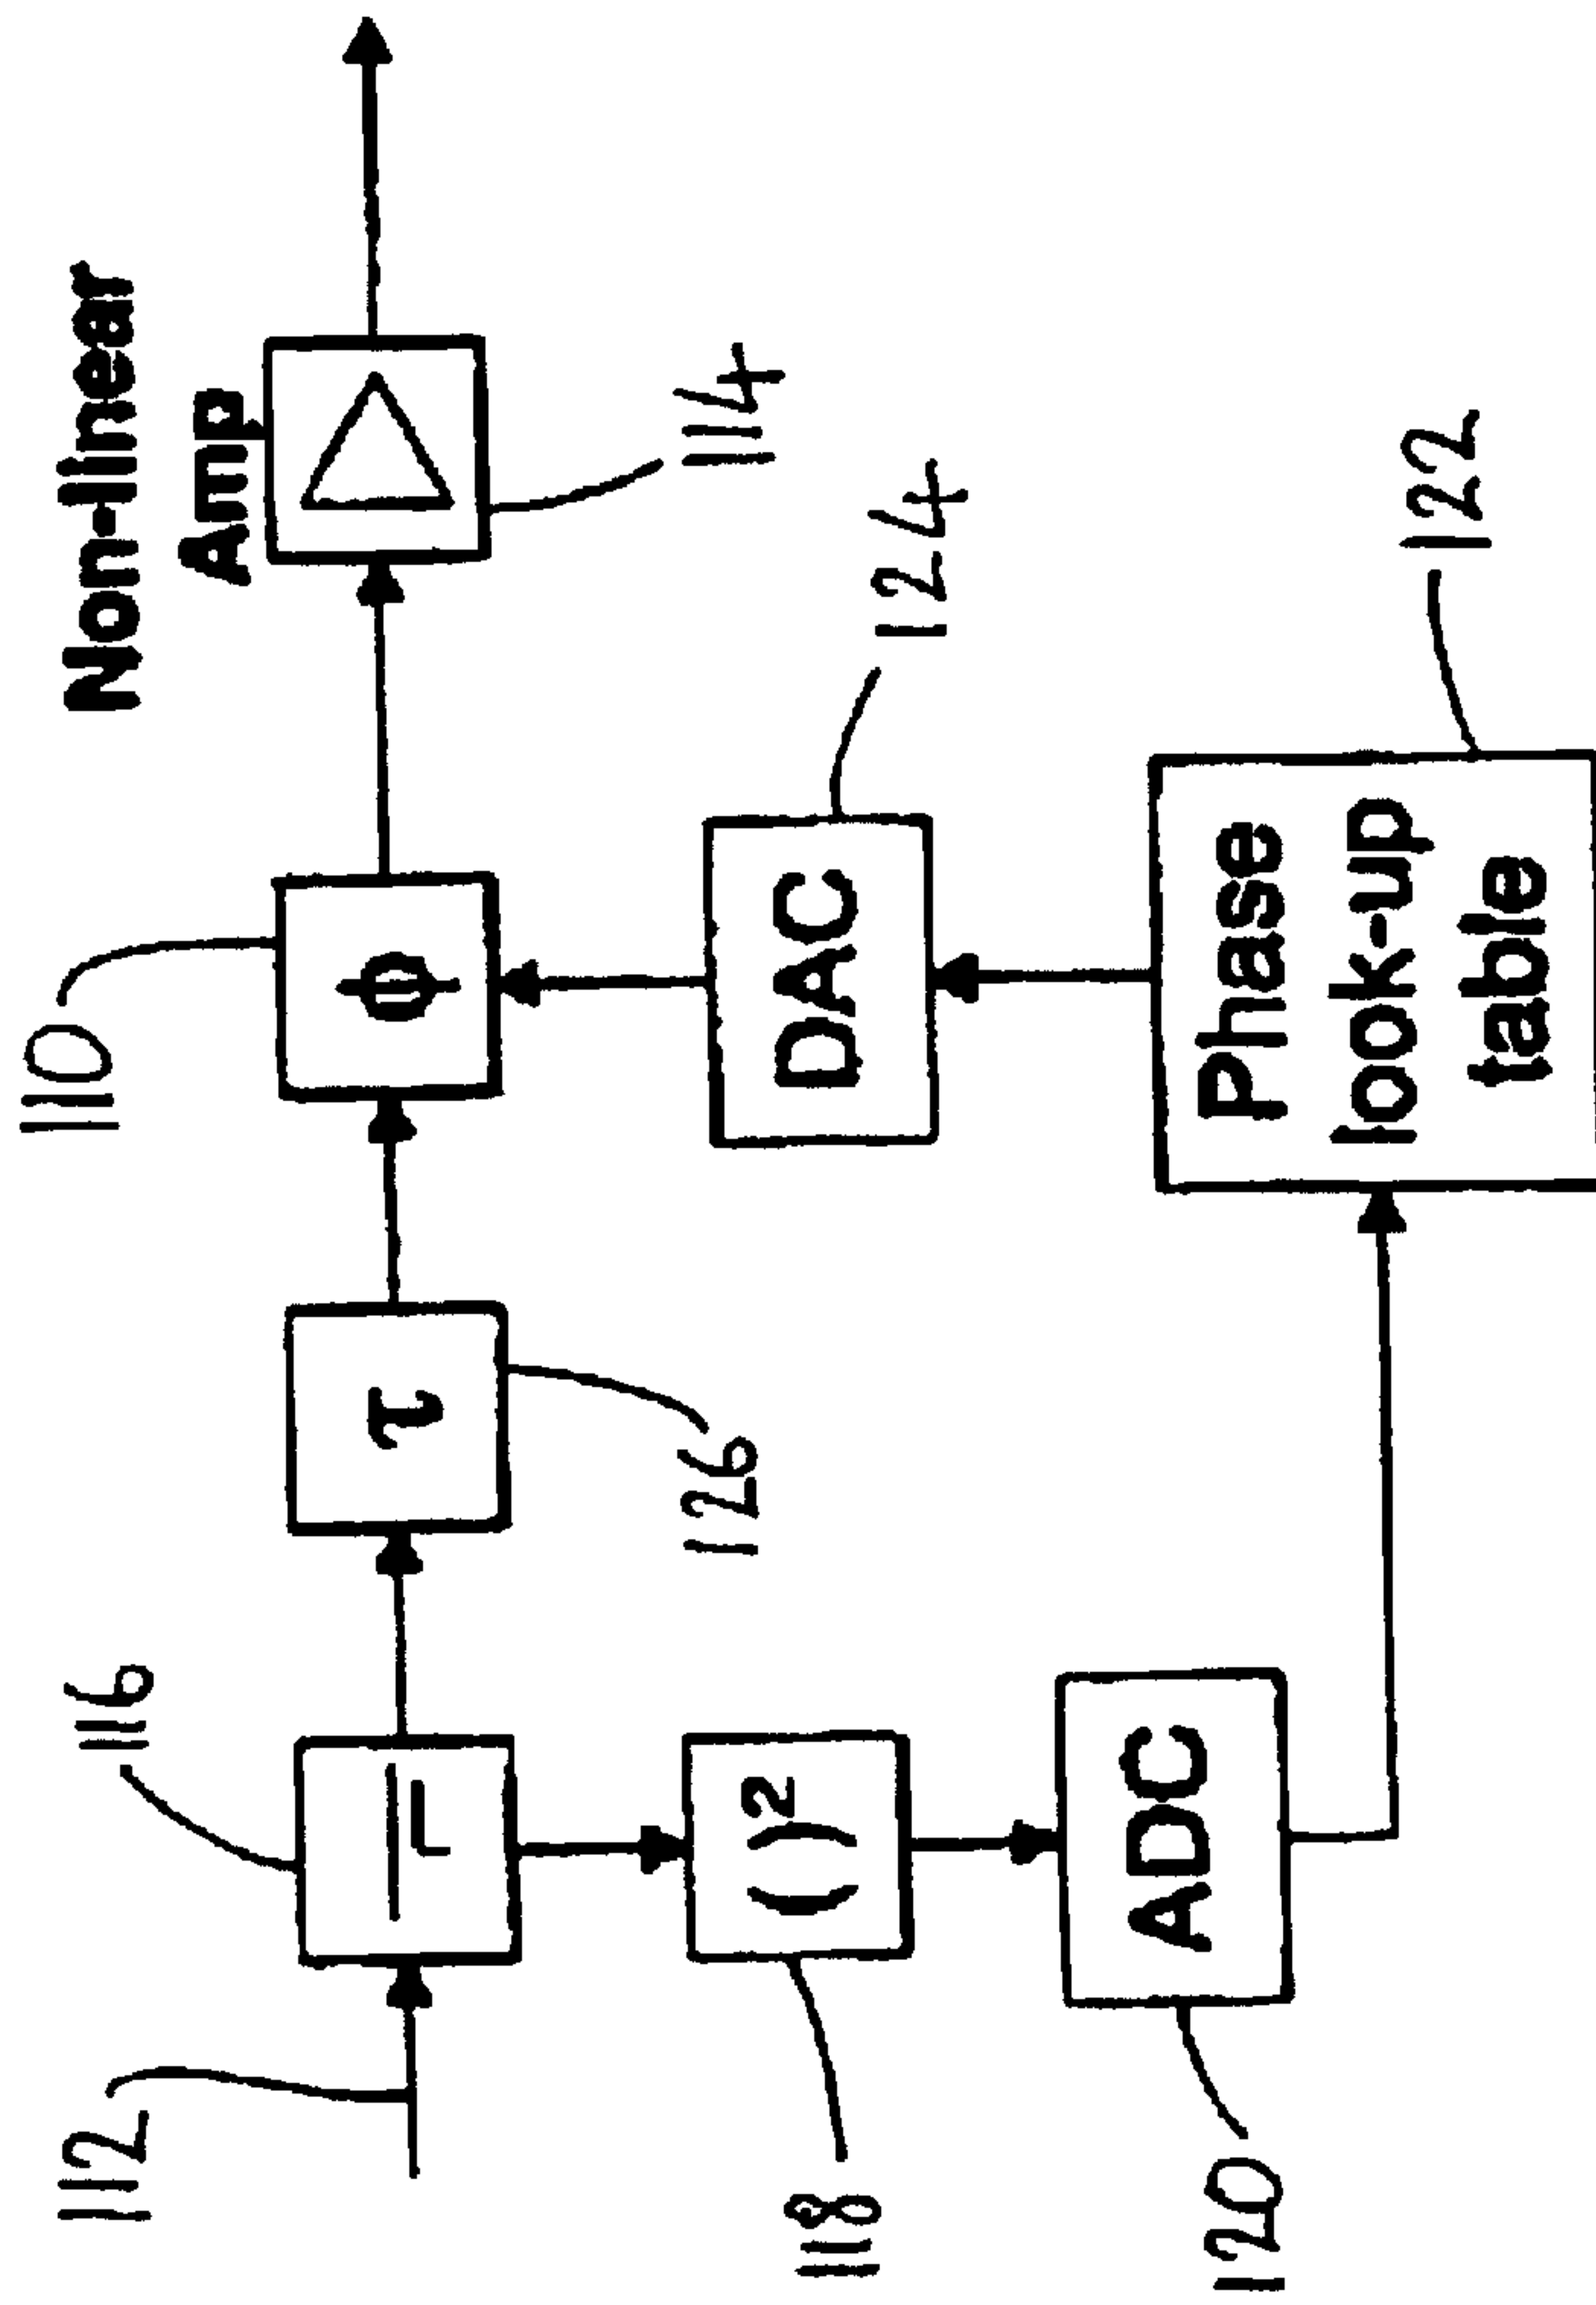 Non-linear
Amp
110
112
116
τ
Φ
126
114
( )²
DAC
118
124
ADC
Phase
look-up
table
120
122